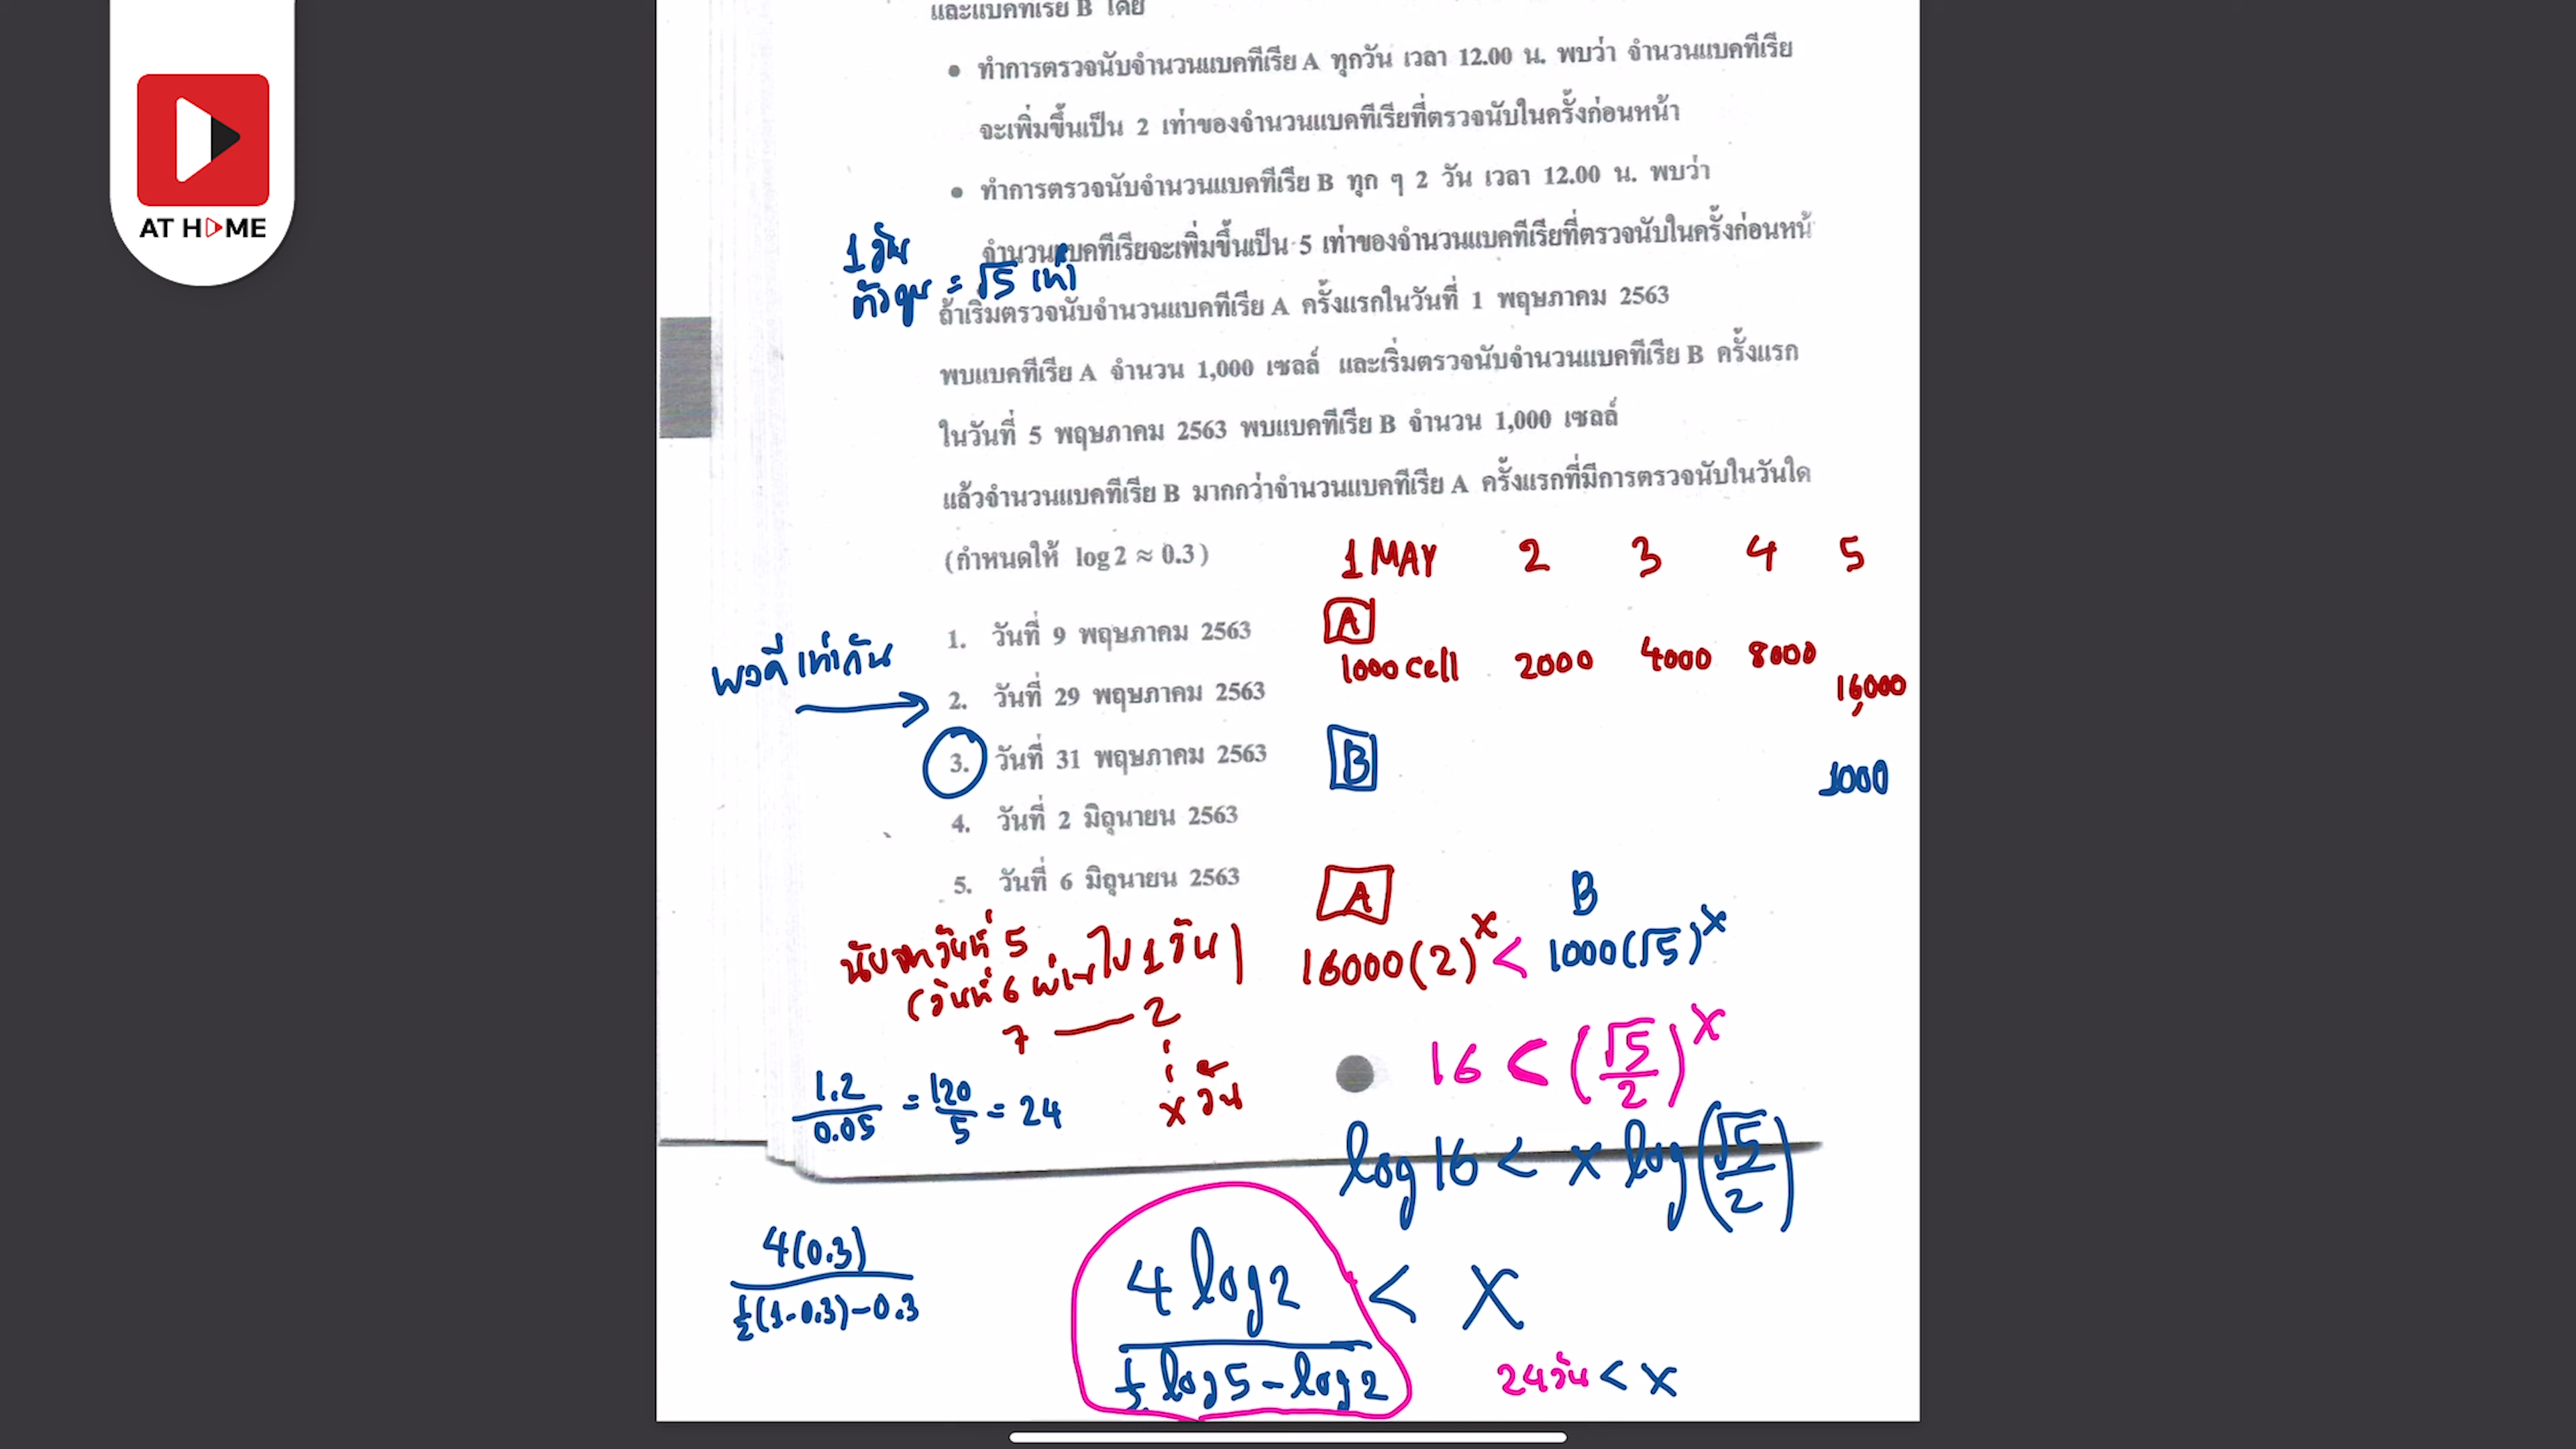 และแบคทีเรีย B โดย
AT HOME
• ทำการตรวจนับจำนวนแบคทีเรีย A ทุกวัน เวลา 12.00 น. พบว่า จำนวนแบคทีเรีย
จะเพิ่มขึ้นเป็น 2 เท่าของจำนวนแบคทีเรียที่ตรวจนับในครั้งก่อนหน้า
• ทำการตรวจนับจำนวนแบคทีเรีย B ทุก ๆ 2 วัน เวลา 12.00 น. พบว่า
จำนวนแบคทีเรียจะเพิ่มขึ้นเป็น 5 เท่าของจำนวนแบคทีเรียที่ตรวจนับในครั้งก่อนหน้
1 วัน
ตัวคูณ = √5 เท่า
ถ้าเริ่มตรวจนับจำนวนแบคทีเรีย A ครั้งแรกในวันที่ 1 พฤษภาคม 2563
พบแบคทีเรีย A จำนวน 1,000 เซลล์ และเริ่มตรวจนับจำนวนแบคทีเรีย B ครั้งแรก
ในวันที่ 5 พฤษภาคม 2563 พบแบคทีเรีย B จำนวน 1,000 เซลล์
แล้วจำนวนแบคทีเรีย B มากกว่าจำนวนแบคทีเรีย A ครั้งแรกที่มีการตรวจนับในวันใด
(กำหนดให้ log 2 ≈ 0.3)
1 MAY 2 3 4 5
1. วันที่ 9 พฤษภาคม 2563
A
1000 cell 2000 4000 8000 16,000
พอดีเท่ากัน
2. วันที่ 29 พฤษภาคม 2563
3. วันที่ 31 พฤษภาคม 2563
B
1000
4. วันที่ 2 มิถุนายน 2563
5. วันที่ 6 มิถุนายน 2563
A B
นับจากวันที่ 5
(วันที่ 6 ผ่านไป 1 วัน)
7 — 2
x วัน
16000(2)^x < 1000(√5)^x
16 < (√5/2)^x
1.2/0.05 = 120/5 = 24
log 16 < x log(√5/2)
4(0.3)/(½(1-0.3)-0.3)
4 log 2/(½ log 5 - log 2) < x
24 วัน < x